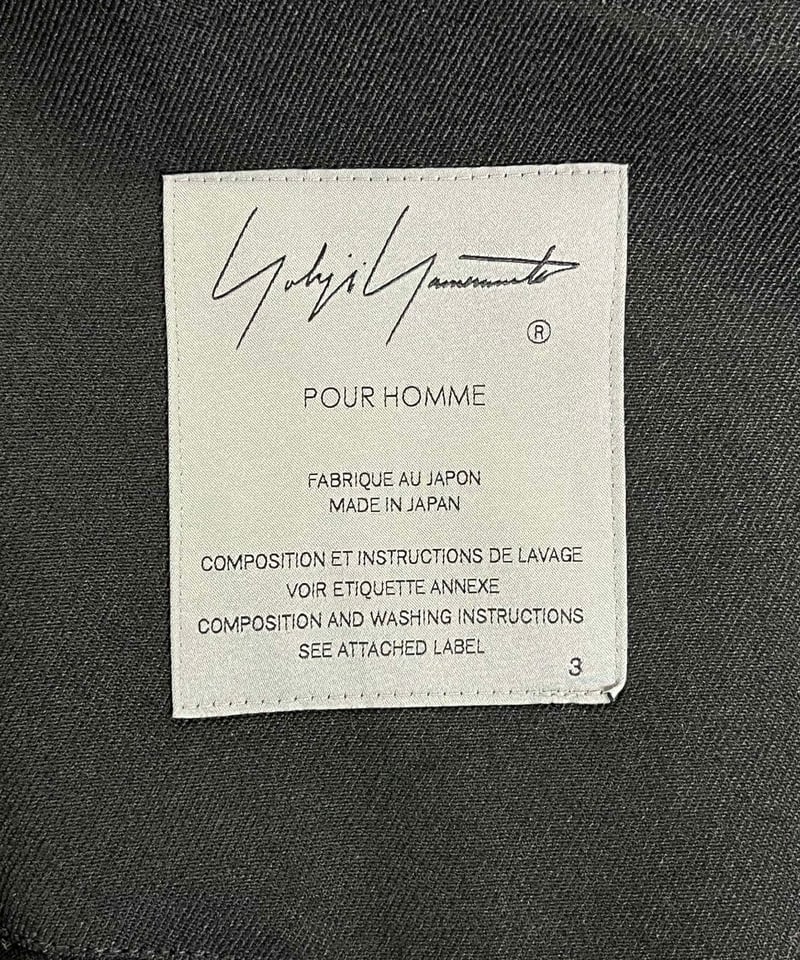 Yohji Yamamoto
®
POUR HOMME
FABRIQUE AU JAPON
MADE IN JAPAN
COMPOSITION ET INSTRUCTIONS DE LAVAGE
VOIR ETIQUETTE ANNEXE
COMPOSITION AND WASHING INSTRUCTIONS
SEE ATTACHED LABEL
3